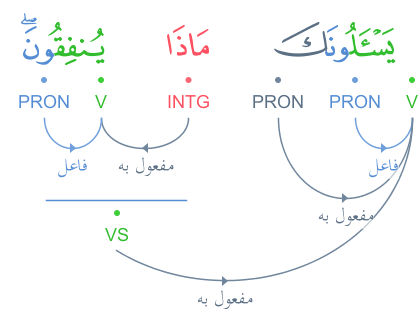 يَسْـَٔلُونَكَ مَاذَا يُنفِقُونَۖ
V PRON PRON INTG V PRON
فاعل مفعول به فاعل
مفعول به
VS
مفعول به